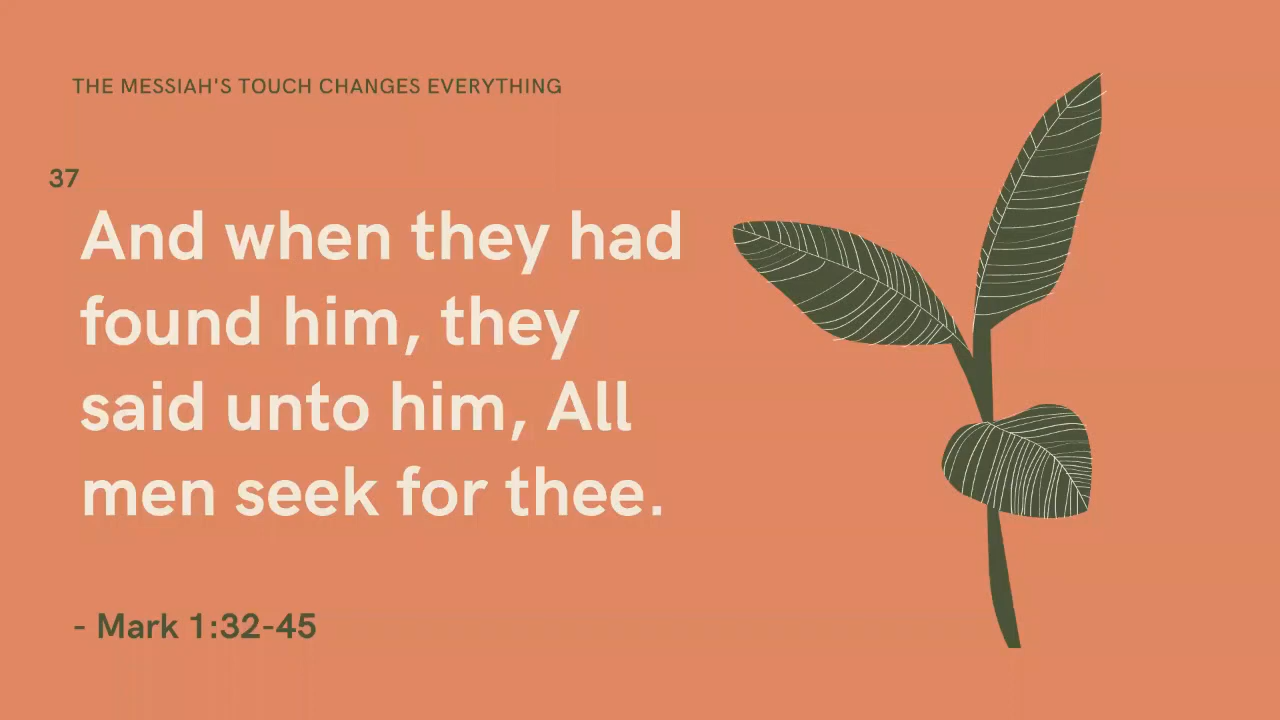 THE MESSIAH'S TOUCH CHANGES EVERYTHING
37
And when they had
found him, they
said unto him, All
men seek for thee.
- Mark 1:32-45